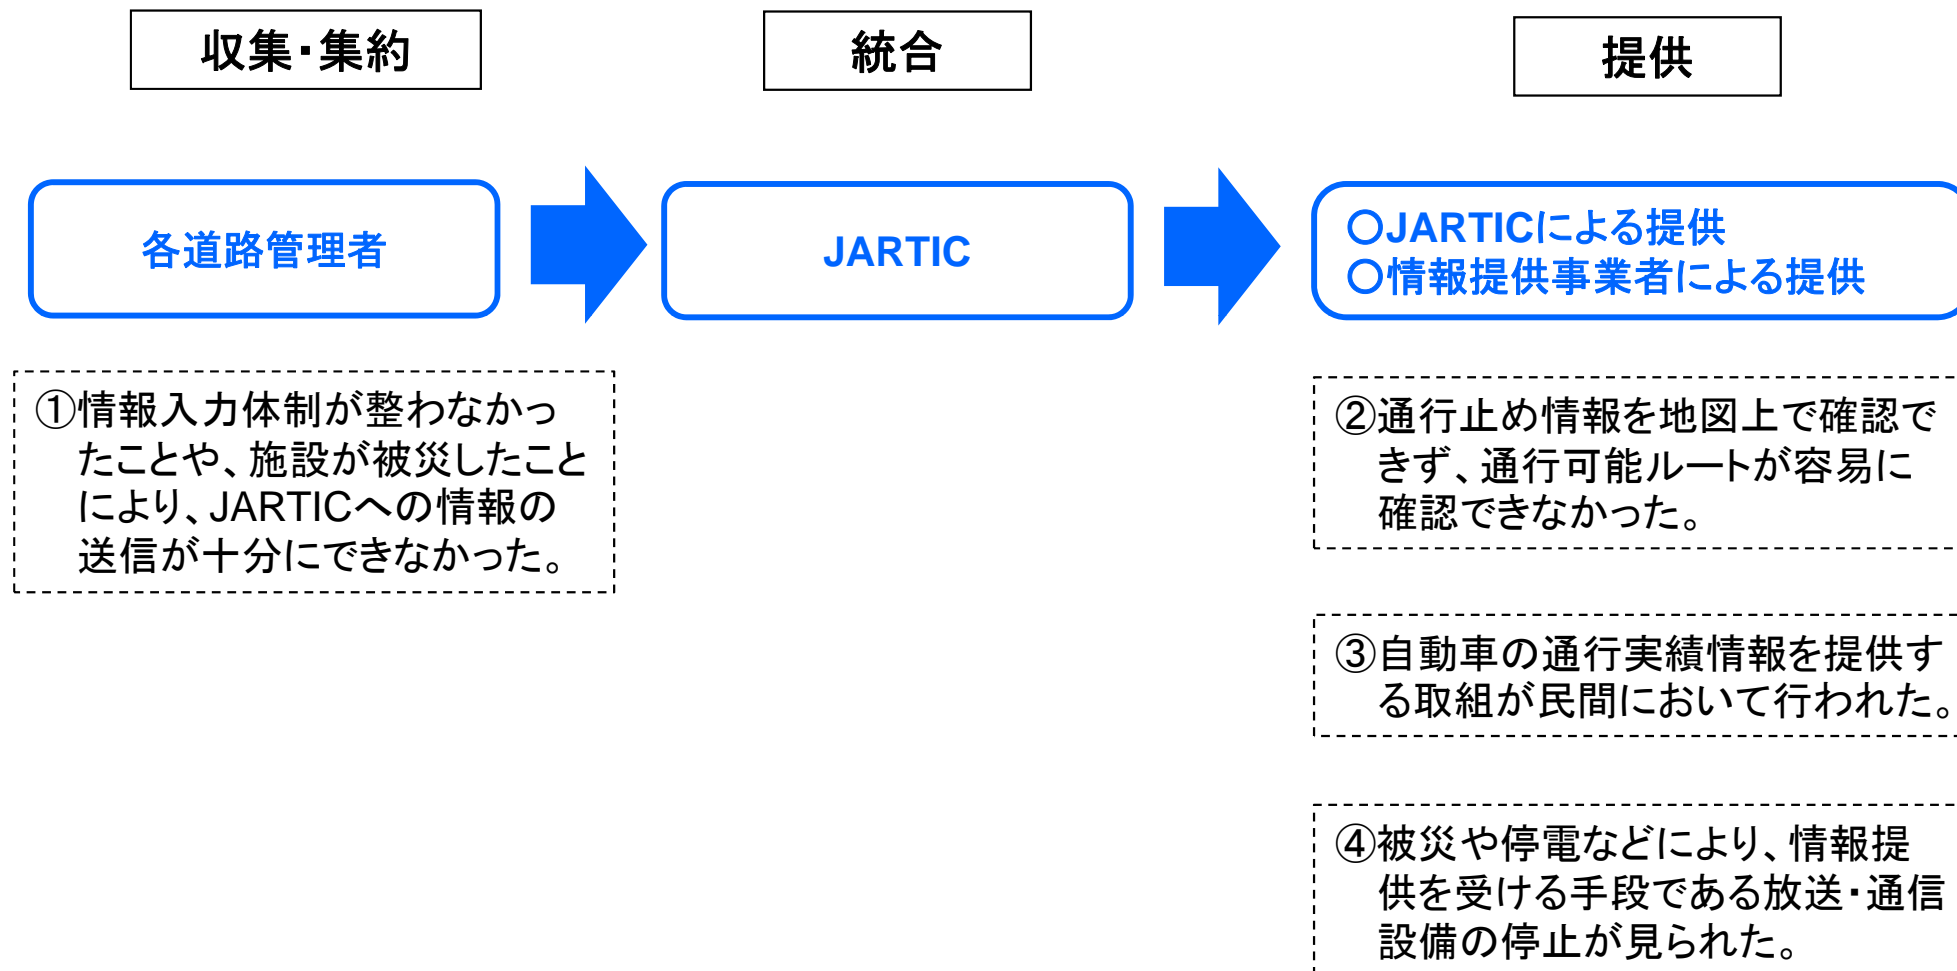 収集・集約
統合
提供
各道路管理者
JARTIC
○JARTICによる提供
○情報提供事業者による提供
①情報入力体制が整わなかっ
たことや、施設が被災したこと
により、JARTICへの情報の
送信が十分にできなかった。
②通行止め情報を地図上で確認で
きず、通行可能ルートが容易に
確認できなかった。
③自動車の通行実績情報を提供す
る取組が民間において行われた。
④被災や停電などにより、情報提
供を受ける手段である放送・通信
設備の停止が見られた。